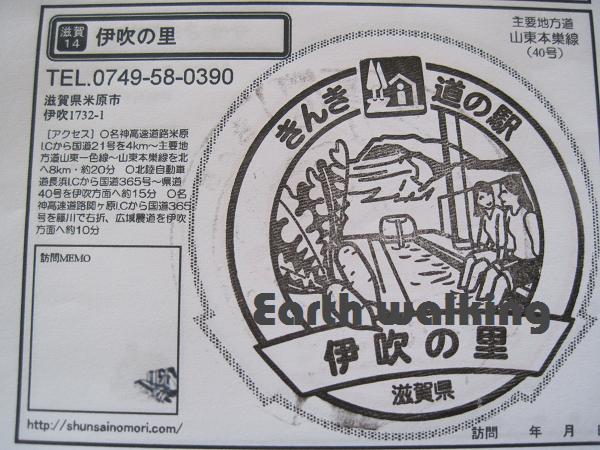 滋賀
14
伊吹の里
主要地方道
山東本巣線
(40号)
TEL.0749-58-0390
滋賀県米原市
伊吹1732-1
［アクセス］ ○名神高速道路米原
I.Cから国道21号を4km〜主要地
方道山東一色線〜山東本巣線を北
へ8km・約20分　○北陸自動車
道長浜I.Cから国道365号〜県道
40号を伊吹方面へ約15分　○名
神高速道路関ヶ原I.Cから国道365
号を藤川で右折、広域農道を伊吹
方面へ約10分
訪問MEMO
http://shunsainomori.com/
きんき
道の駅
Earth walking
伊吹の里
滋賀県
訪問　年　月